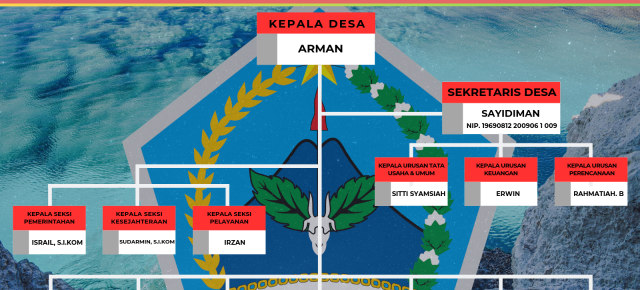 KEPALA DESA
ARMAN
SEKRETARIS DESA
SAYIDIMAN
NIP. 19690812 200906 1 009
KEPALA URUSAN TATA
USAHA & UMUM
SITTI SYAMSIAH
KEPALA URUSAN
KEUANGAN
ERWIN
KEPALA URUSAN
PERENCANAAN
RAHMATIAH. B
KEPALA SEKSI
PEMERINTAHAN
ISRAIL, S.I.KOM
KEPALA SEKSI
KESEJAHTERAAN
SUDARMIN, S.I.KOM
KEPALA SEKSI
PELAYANAN
IRZAN